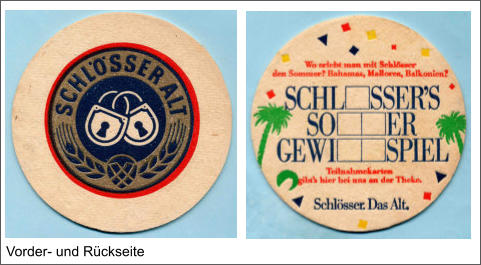 SCHLÖSSER ALT
Wo erlebt man mit Schlösser
den Sommer? Bahamas, Mallorca, Balkonien?
SCHL SSER'S
SO ER
GEWI SPIEL
Teilnahmekarten
gibt's hier bei uns an der Theke.
Schlösser. Das Alt.
Vorder- und Rückseite